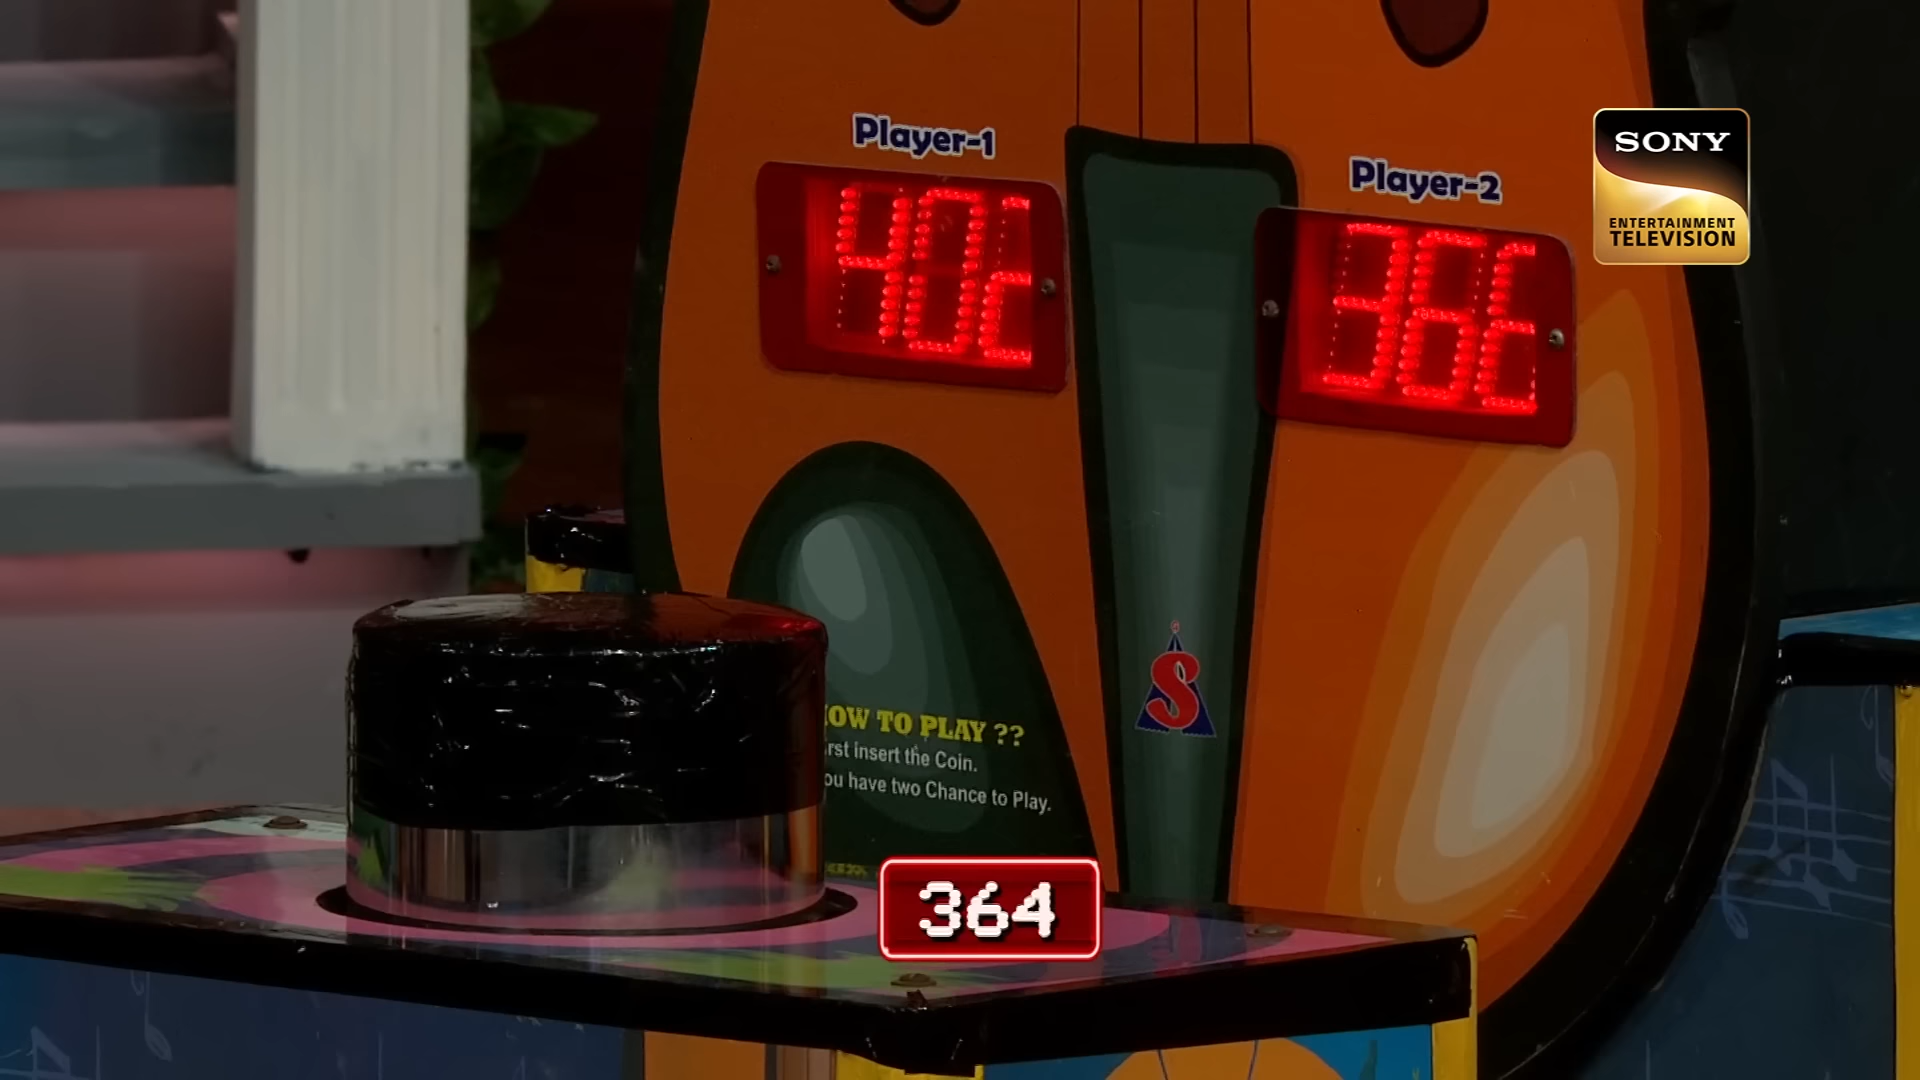 Player-1
Player-2
402
366
SONY
ENTERTAINMENT
TELEVISION
S
OW TO PLAY ??
rst insert the Coin.
ou have two Chance to Play.
364